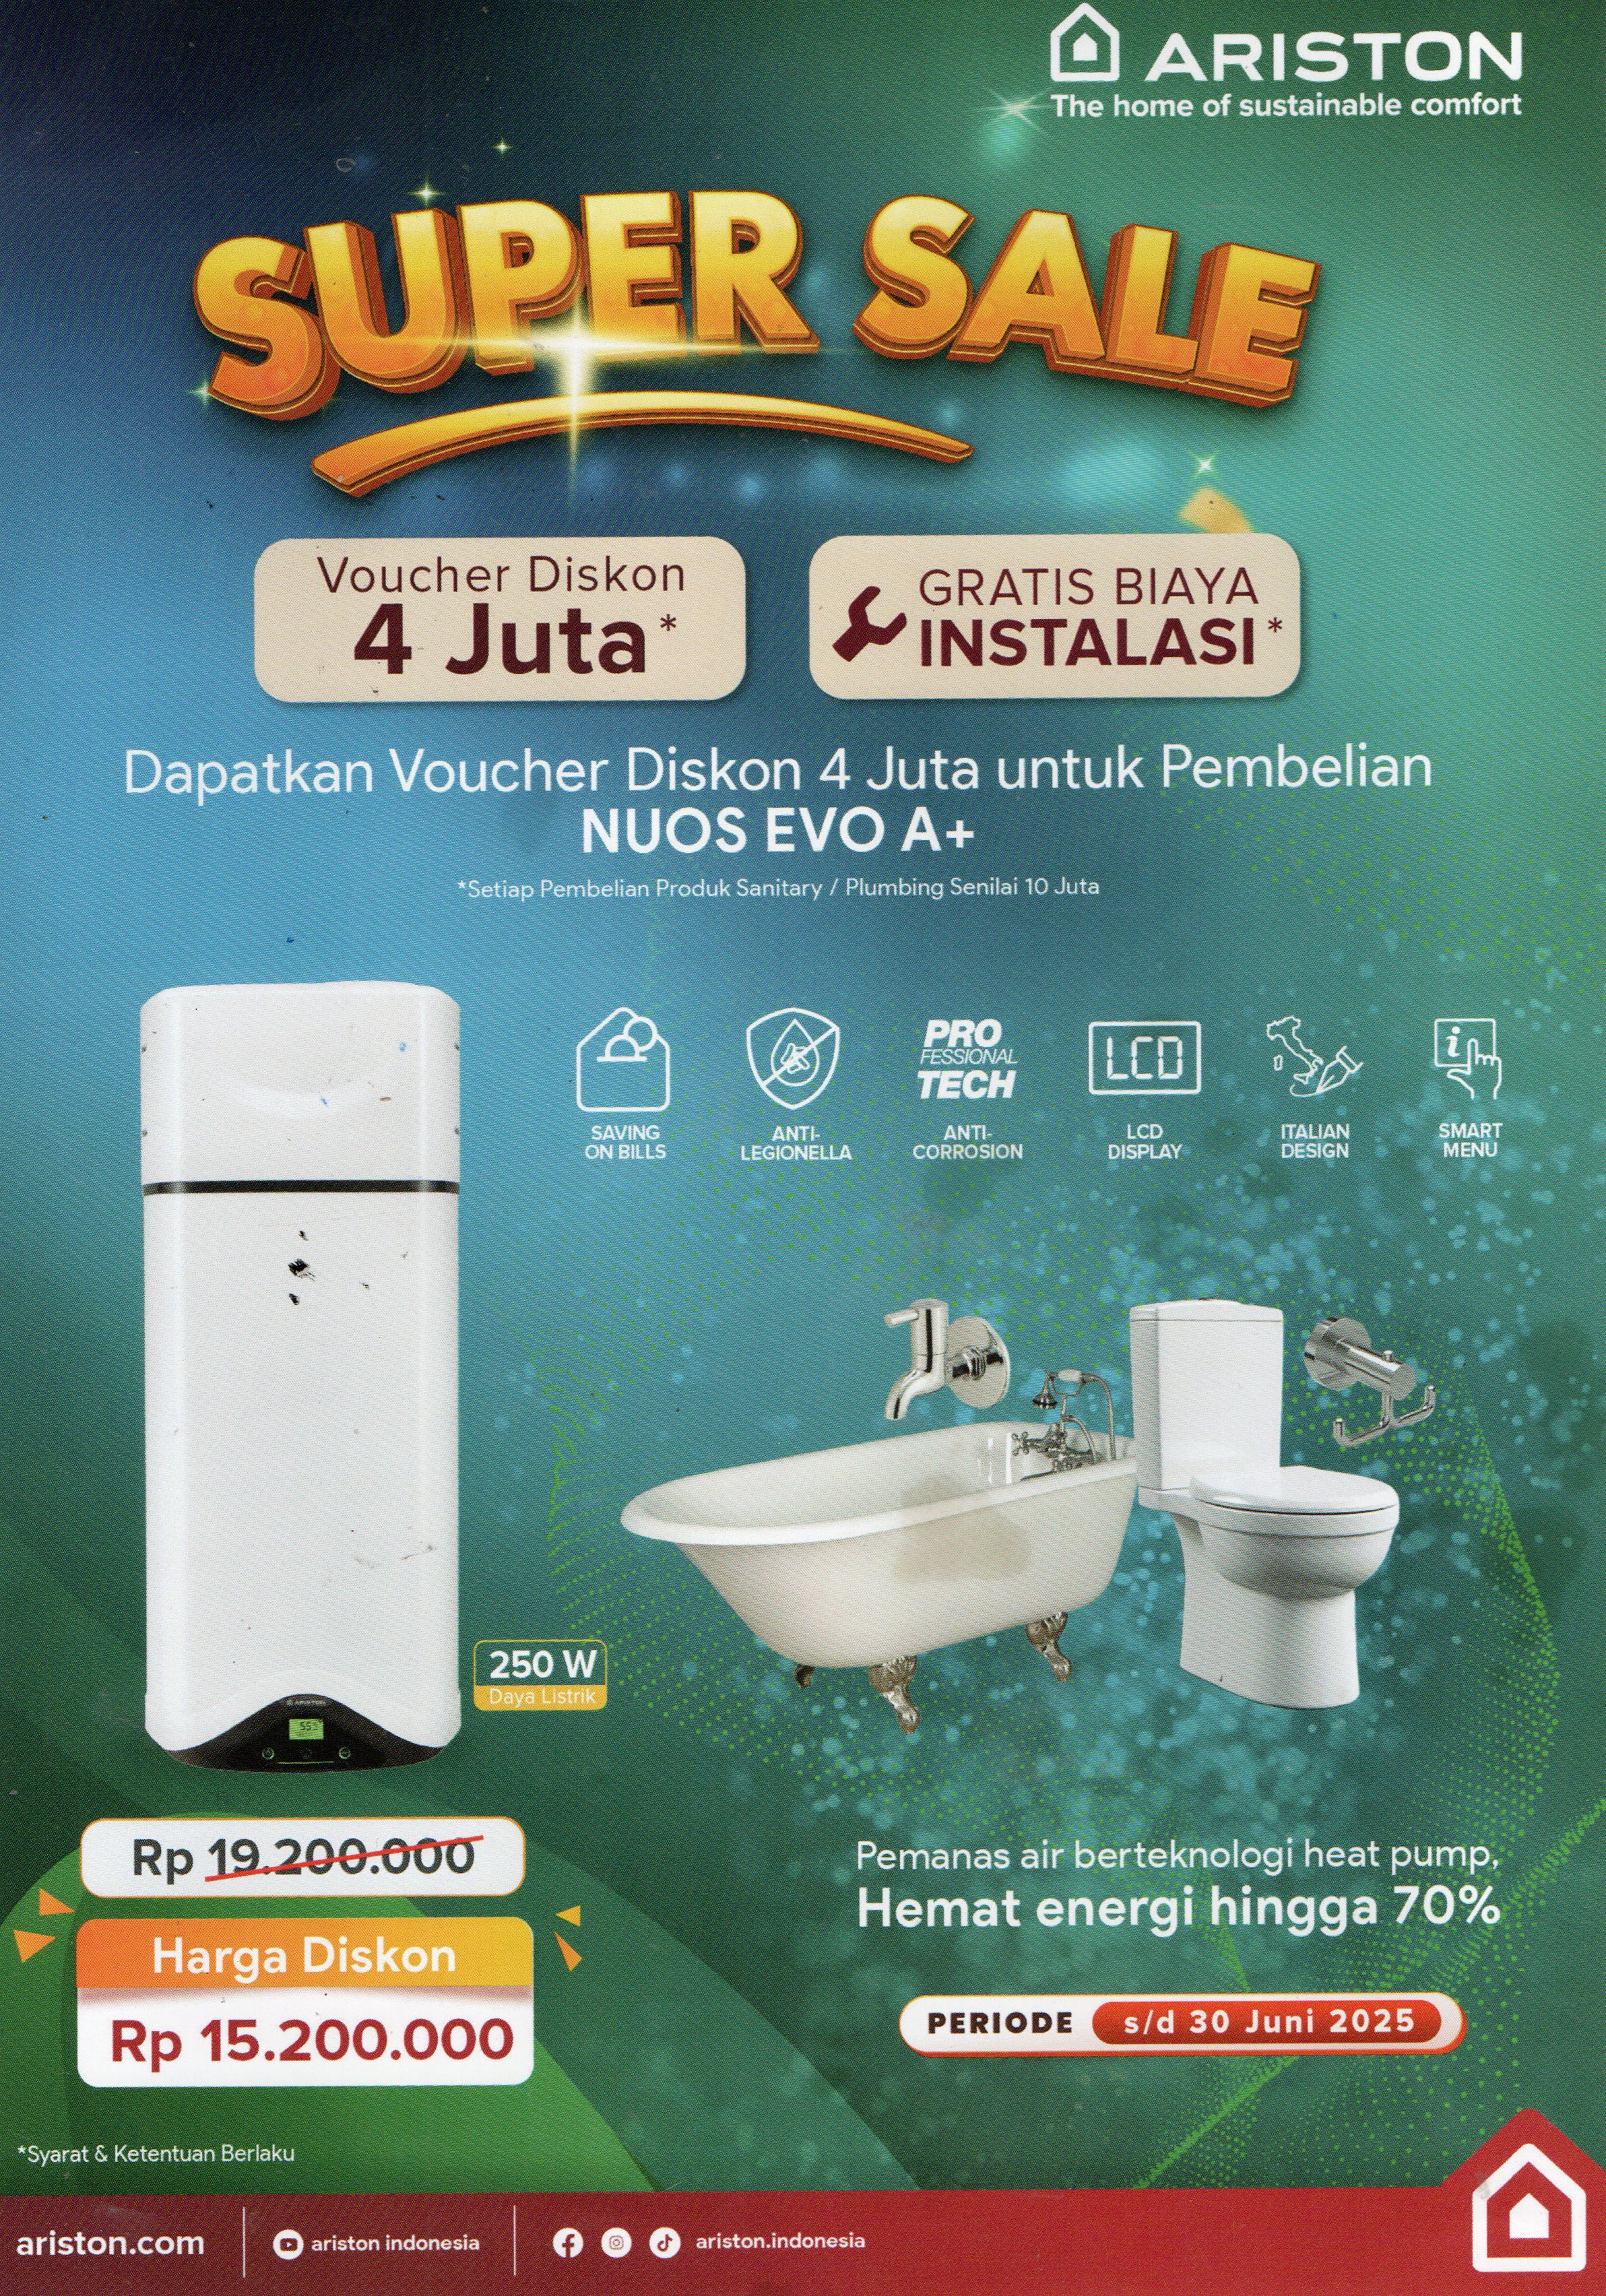 ARISTON
The home of sustainable comfort
SUPER SALE
Voucher Diskon
4 Juta*
GRATIS BIAYA
INSTALASI*
Dapatkan Voucher Diskon 4 Juta untuk Pembelian
NUOS EVO A+
*Setiap Pembelian Produk Sanitary / Plumbing Senilai 10 Juta
SAVING
ON BILLS
ANTI-
LEGIONELLA
PRO
FESSIONAL
TECH
ANTI-
CORROSION
LCD
LCD
DISPLAY
ITALIAN
DESIGN
i
SMART
MENU
250 W
Daya Listrik
ARISTON
55
Rp 19.200.000
Harga Diskon
Rp 15.200.000
Pemanas air berteknologi heat pump,
Hemat energi hingga 70%
PERIODE s/d 30 Juni 2025
*Syarat & Ketentuan Berlaku
ariston.com
ariston indonesia
ariston.indonesia